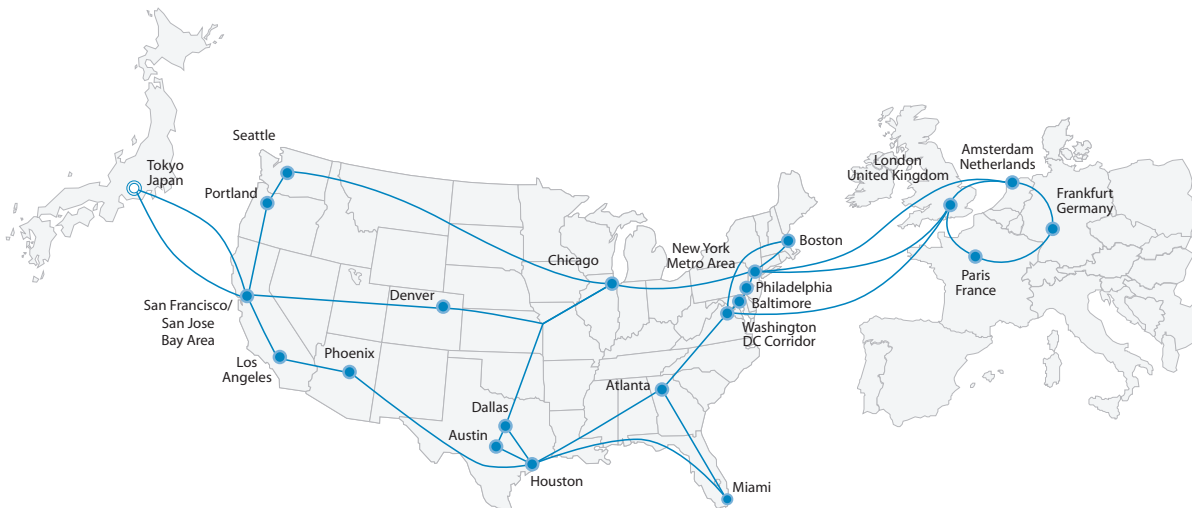 Seattle
Tokyo
Japan
Portland
San Francisco/
San Jose
Bay Area
Los
Angeles
Phoenix
Denver
Dallas
Austin
Houston
Chicago
Atlanta
Miami
New York
Metro Area
Boston
Philadelphia
Baltimore
Washington
DC Corridor
London
United Kingdom
Amsterdam
Netherlands
Frankfurt
Germany
Paris
France